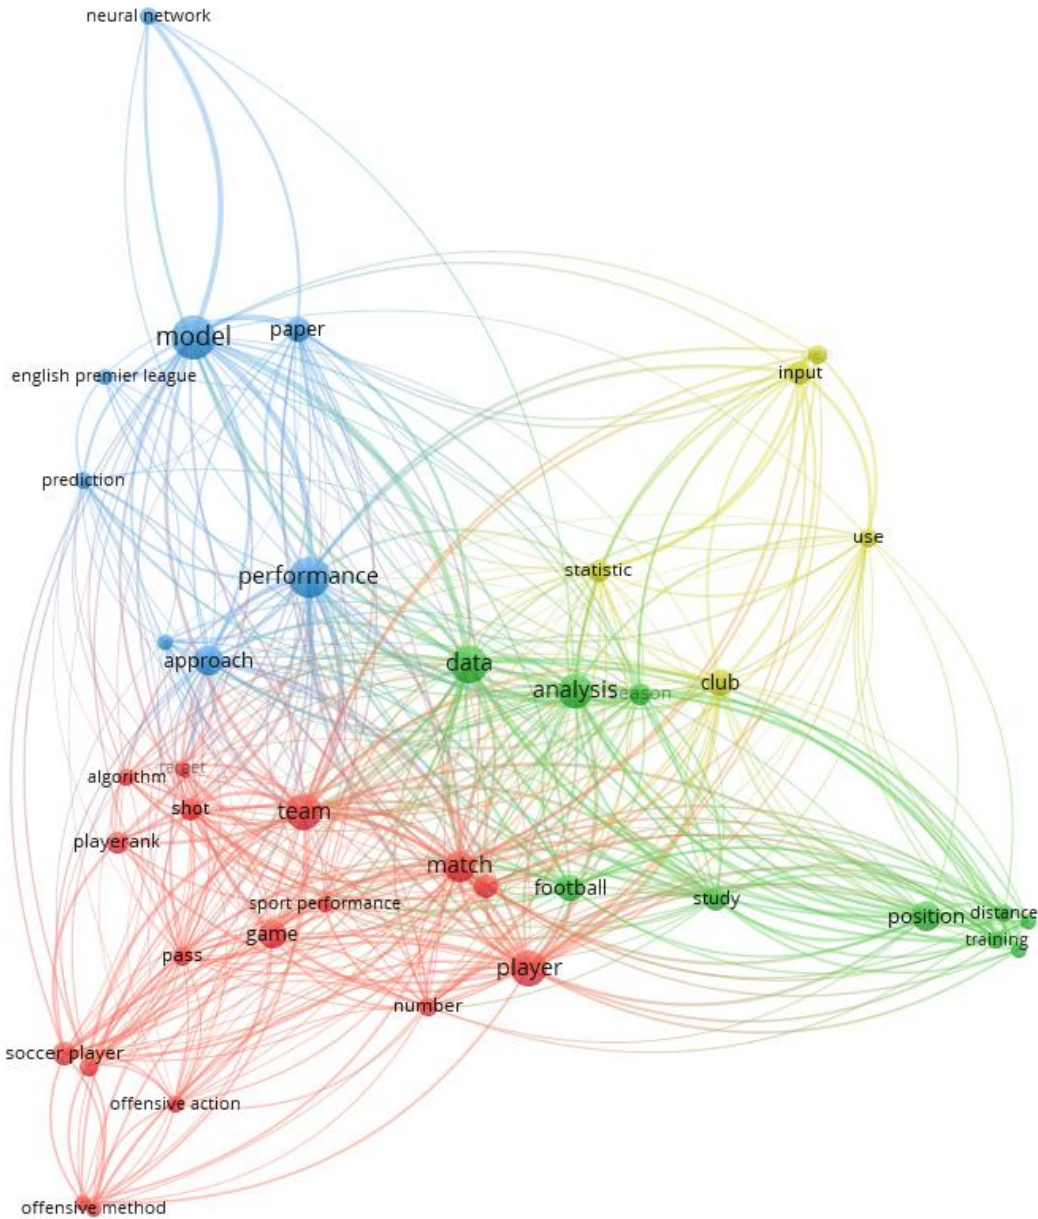 neural network
model
paper
english premier league
input
prediction
use
performance
statistic
approach
data
analysis
eason
club
algorithm
target
shot
team
playerank
match
football
study
sport performance
position
distance
game
training
pass
player
number
soccer player
offensive action
offensive method